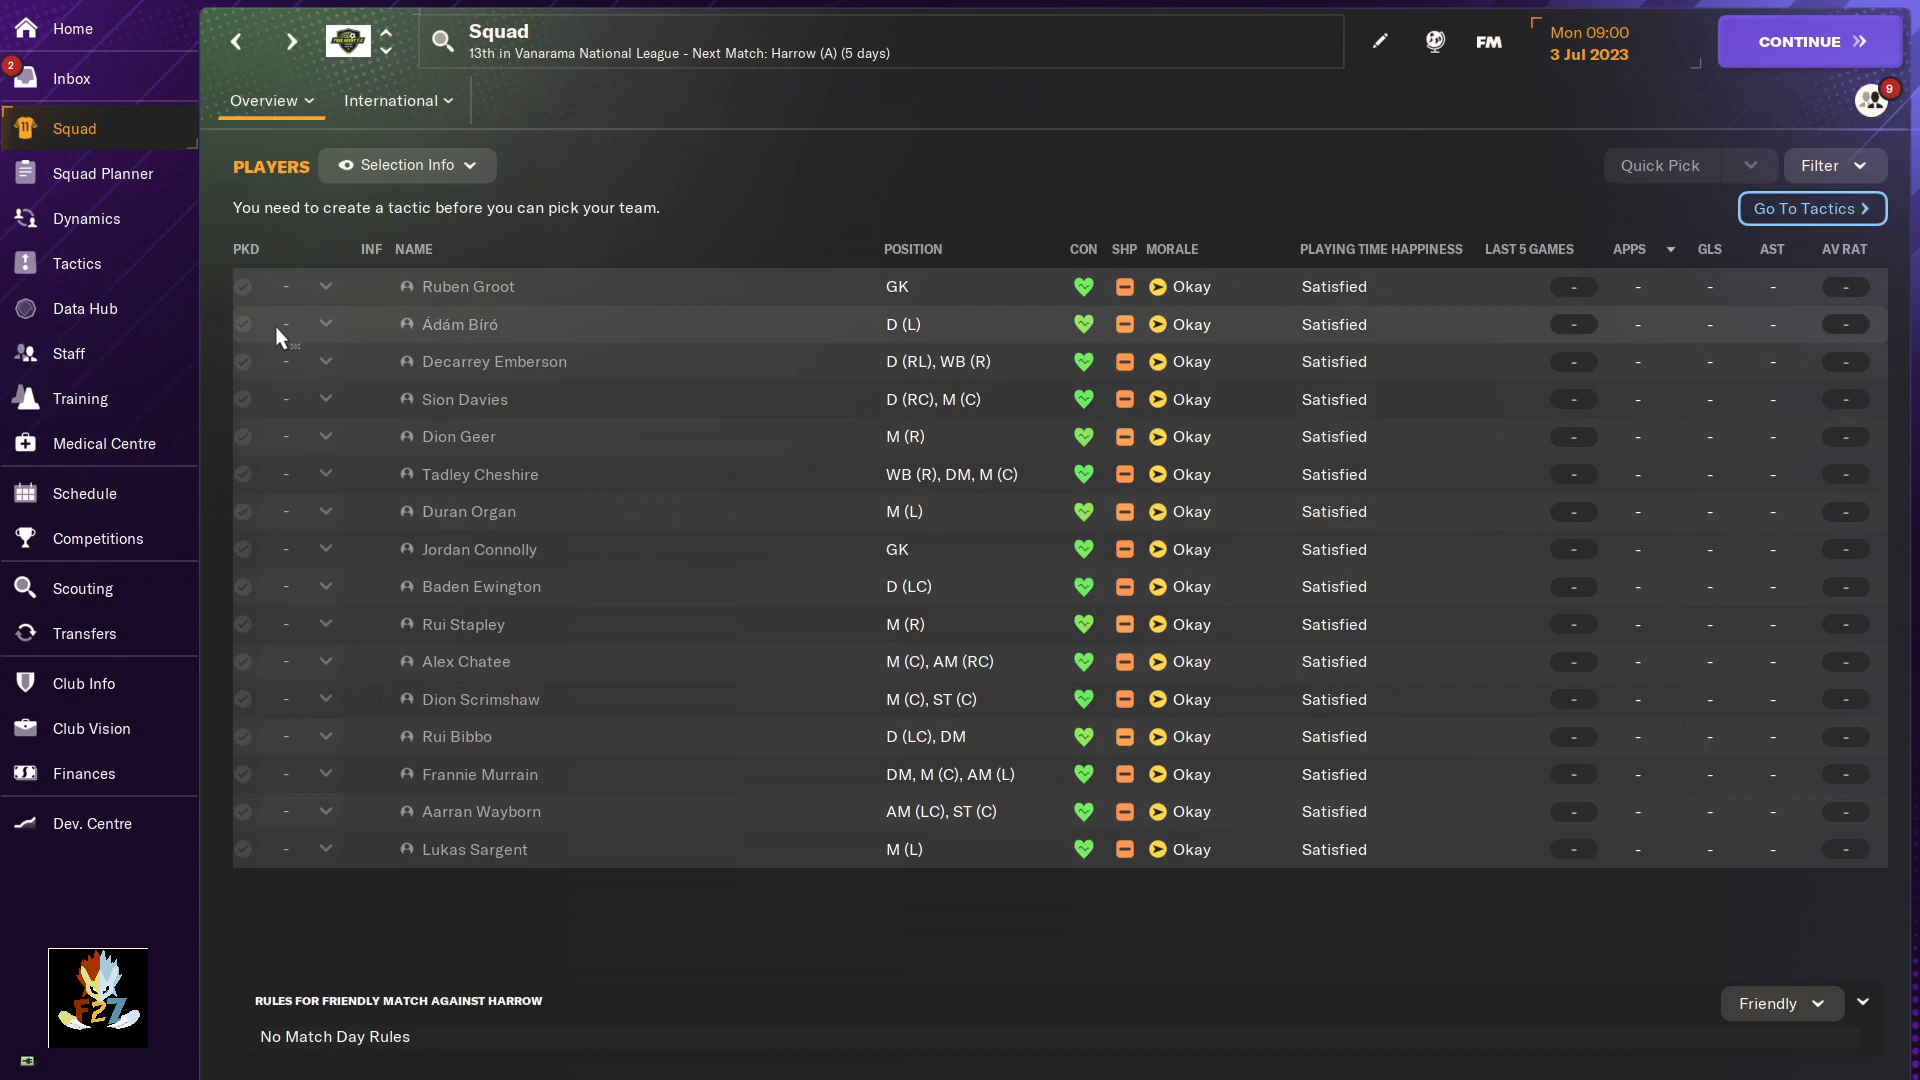 Home
2
Inbox
Squad
Squad Planner
Dynamics
Tactics
Data Hub
Staff
Training
Medical Centre
Schedule
Competitions
Scouting
Transfers
Club Info
Club Vision
Finances
Dev. Centre
F27
Squad
13th in Vanarama National League - Next Match: Harrow (A) (5 days)
FM
Mon 09:00
3 Jul 2023
CONTINUE
9
Overview International
PLAYERS Selection Info Quick Pick Filter
You need to create a tactic before you can pick your team. Go To Tactics
PKD INF NAME POSITION CON SHP MORALE PLAYING TIME HAPPINESS LAST 5 GAMES APPS GLS AST AV RAT
- Ruben Groot GK Okay Satisfied - - - - -
- Ádám Bíró D (L) Okay Satisfied - - - - -
- Decarrey Emberson D (RL), WB (R) Okay Satisfied - - - - -
- Sion Davies D (RC), M (C) Okay Satisfied - - - - -
- Dion Geer M (R) Okay Satisfied - - - - -
- Tadley Cheshire WB (R), DM, M (C) Okay Satisfied - - - - -
- Duran Organ M (L) Okay Satisfied - - - - -
- Jordan Connolly GK Okay Satisfied - - - - -
- Baden Ewington D (LC) Okay Satisfied - - - - -
- Rui Stapley M (R) Okay Satisfied - - - - -
- Alex Chatee M (C), AM (RC) Okay Satisfied - - - - -
- Dion Scrimshaw M (C), ST (C) Okay Satisfied - - - - -
- Rui Bibbo D (LC), DM Okay Satisfied - - - - -
- Frannie Murrain DM, M (C), AM (L) Okay Satisfied - - - - -
- Aarran Wayborn AM (LC), ST (C) Okay Satisfied - - - - -
- Lukas Sargent M (L) Okay Satisfied - - - - -
RULES FOR FRIENDLY MATCH AGAINST HARROW Friendly
No Match Day Rules